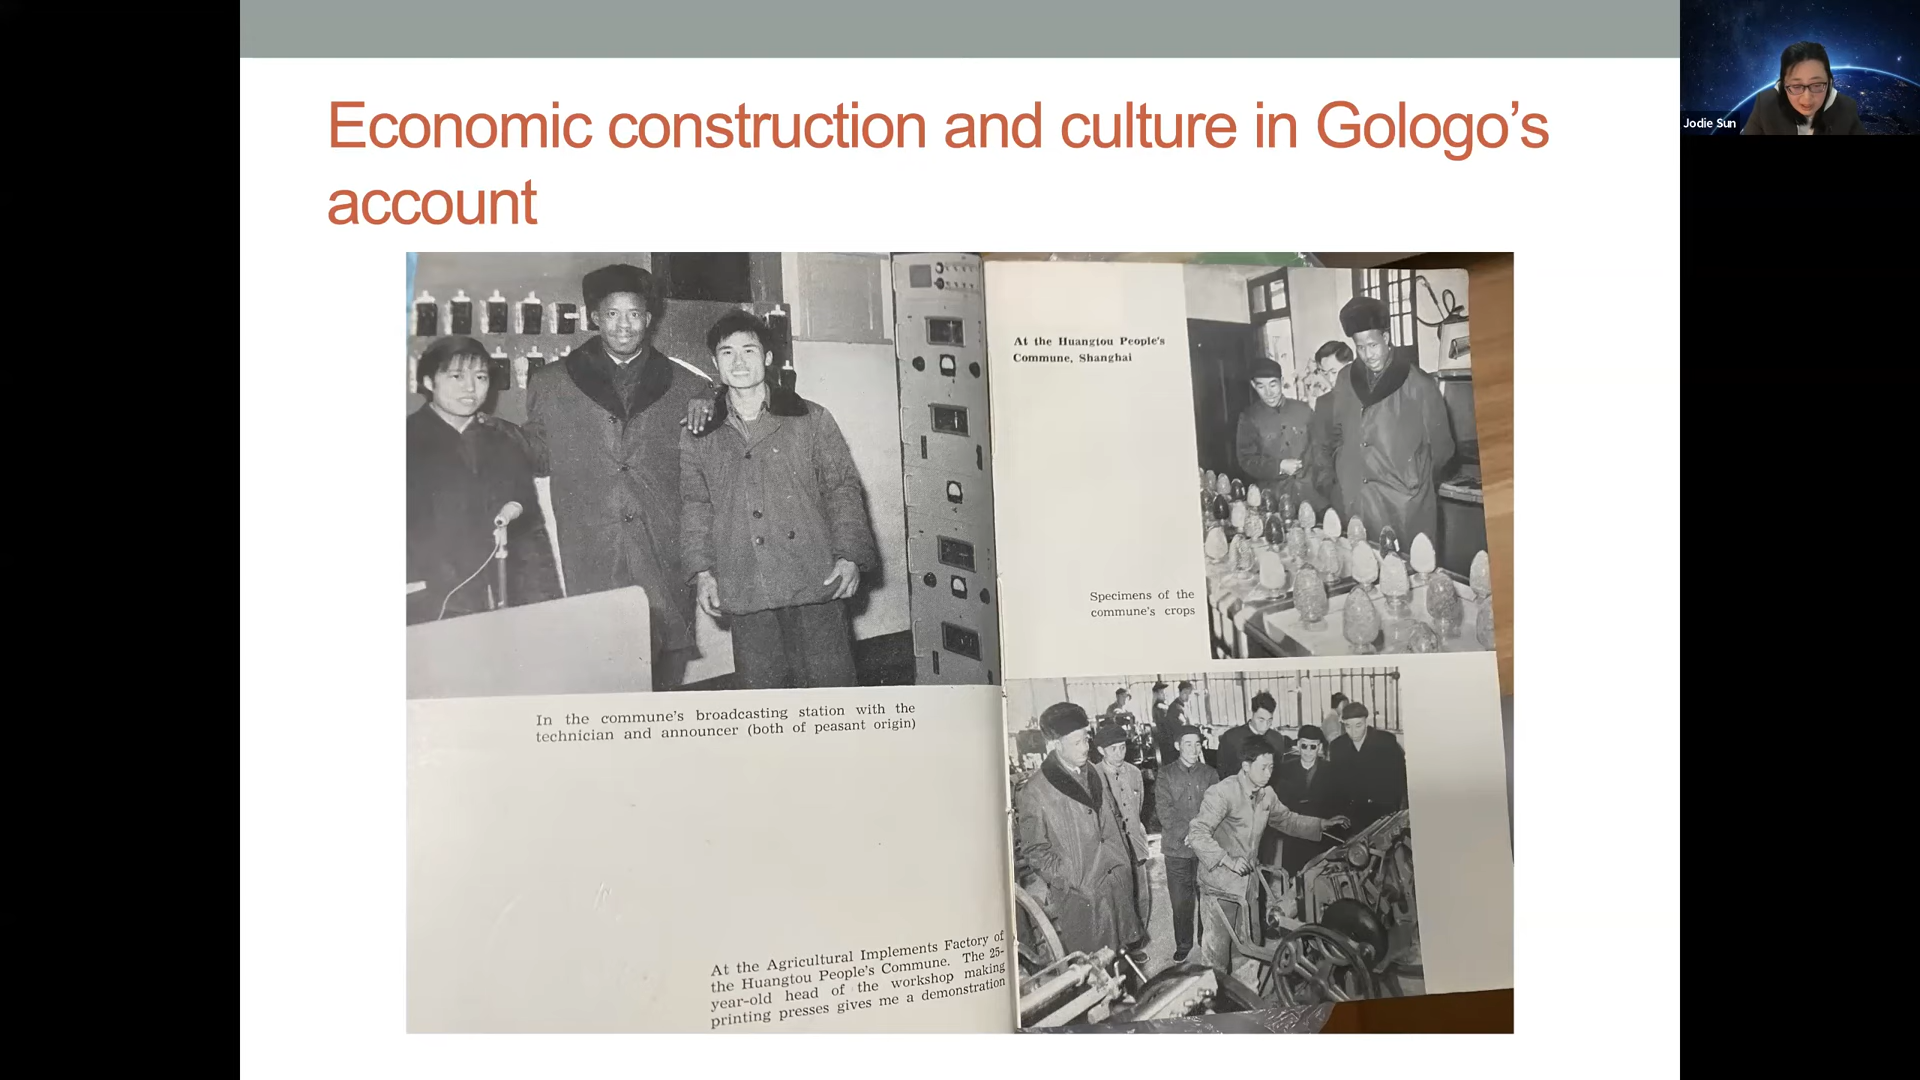 Economic construction and culture in Gologo’s
account
Jodie Sun
In the commune's broadcasting station with the
technician and announcer (both of peasant origin)
At the Agricultural Implements Factory of
the Huangtou People's Commune. The 25-
year-old head of the workshop making
printing presses gives me a demonstration
At the Huangtou People's
Commune, Shanghai
Specimens of the
commune's crops